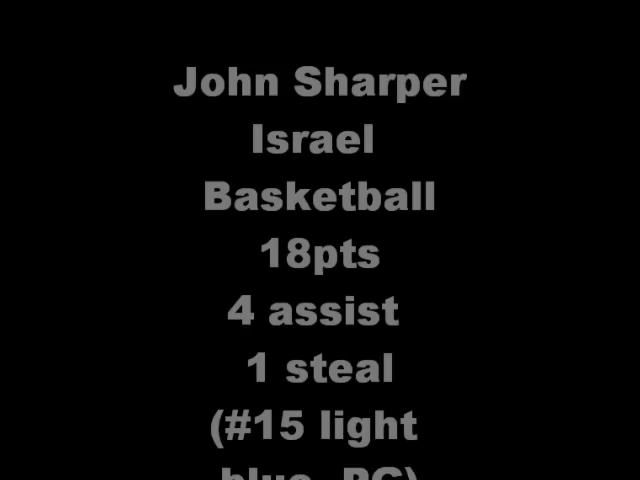 John Sharper
Israel
Basketball
18pts
4 assist
1 steal
(#15 light
blue, PG)